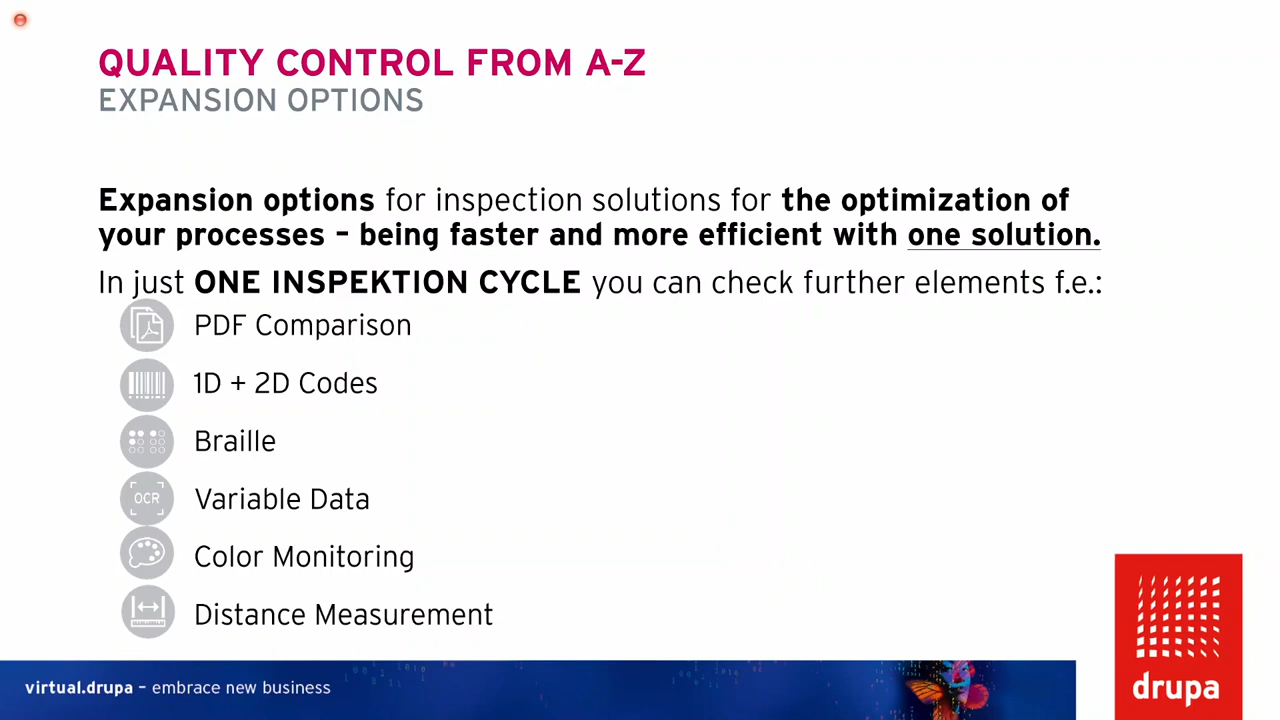 QUALITY CONTROL FROM A-Z
EXPANSION OPTIONS
Expansion options for inspection solutions for the optimization of
your processes – being faster and more efficient with one solution.
In just ONE INSPEKTION CYCLE you can check further elements f.e.:
PDF Comparison
1D + 2D Codes
Braille
OCR
Variable Data
Color Monitoring
Distance Measurement
virtual.drupa – embrace new business
drupa